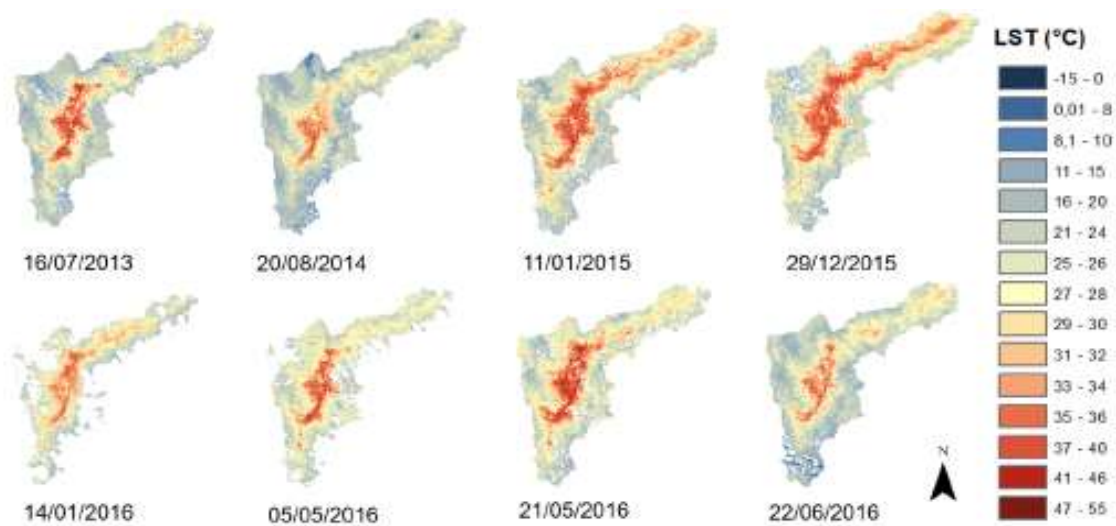 LST (°C)
-15 - 0
0,01 - 8
8,1 - 10
11 - 15
16 - 20
21 - 24
25 - 26
27 - 28
29 - 30
31 - 32
33 - 34
35 - 36
37 - 40
41 - 46
47 - 55
16/07/2013
20/08/2014
11/01/2015
29/12/2015
N
14/01/2016
05/05/2016
21/05/2016
22/06/2016